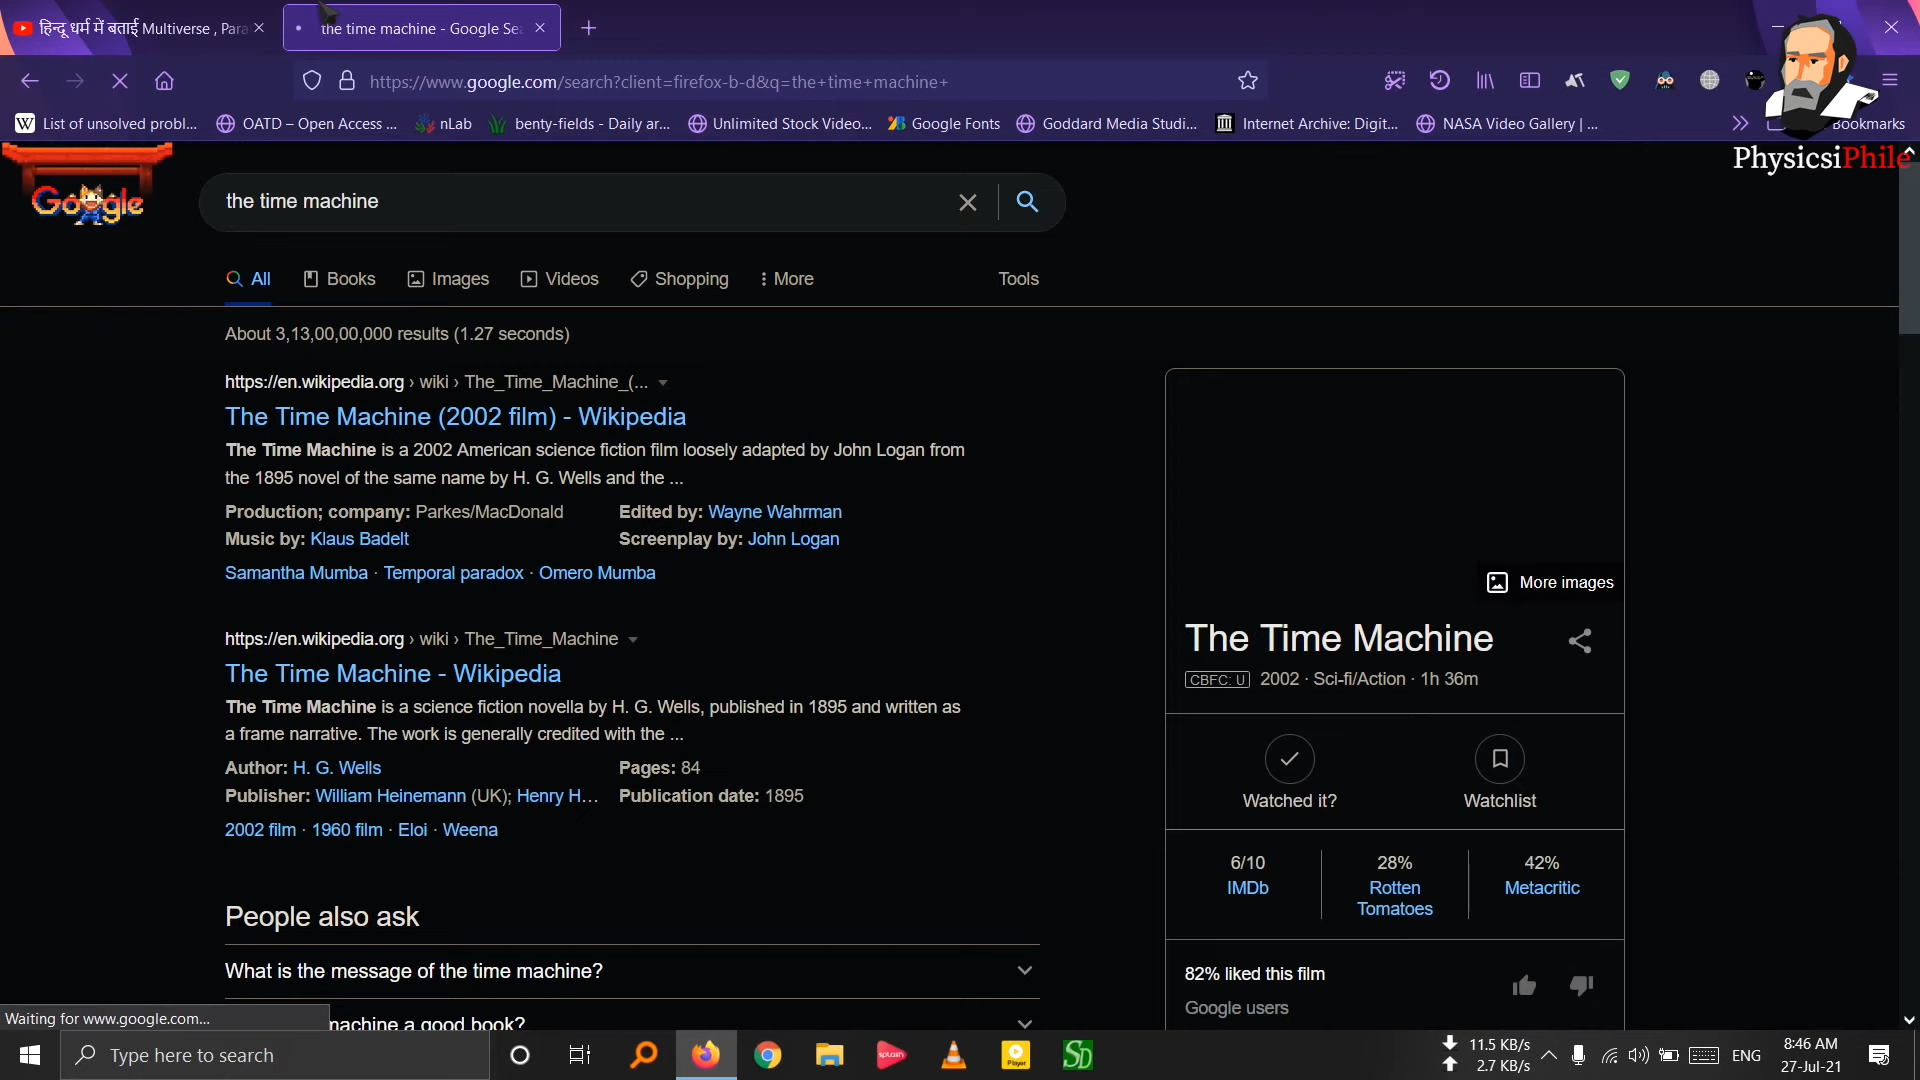 हिन्दू धर्म में बताई Multiverse , Para
the time machine - Google Sea
https://www.google.com/search?client=firefox-b-d&q=the+time+machine+
List of unsolved probl...
OATD – Open Access ...
nLab
benty-fields - Daily ar...
Unlimited Stock Video...
Google Fonts
Goddard Media Studi...
Internet Archive: Digit...
NASA Video Gallery | ...
Bookmarks
PhysicsiPhile
Google
the time machine
All Books Images Videos Shopping More Tools
About 3,13,00,00,000 results (1.27 seconds)
https://en.wikipedia.org › wiki › The_Time_Machine_(...
The Time Machine (2002 film) - Wikipedia
The Time Machine is a 2002 American science fiction film loosely adapted by John Logan from
the 1895 novel of the same name by H. G. Wells and the ...
Production; company: Parkes/MacDonald Edited by: Wayne Wahrman
Music by: Klaus Badelt Screenplay by: John Logan
Samantha Mumba · Temporal paradox · Omero Mumba
https://en.wikipedia.org › wiki › The_Time_Machine
The Time Machine - Wikipedia
The Time Machine is a science fiction novella by H. G. Wells, published in 1895 and written as
a frame narrative. The work is generally credited with the ...
Author: H. G. Wells Pages: 84
Publisher: William Heinemann (UK); Henry H... Publication date: 1895
2002 film · 1960 film · Eloi · Weena
People also ask
What is the message of the time machine?
machine a good book?
More images
The Time Machine
CBFC: U 2002 · Sci-fi/Action · 1h 36m
Watched it? Watchlist
6/10 28% 42%
IMDb Rotten Metacritic
Tomatoes
82% liked this film
Google users
Waiting for www.google.com...
Type here to search
splash
Player
SD
11.5 KB/s
2.7 KB/s
ENG
8:46 AM
27-Jul-21